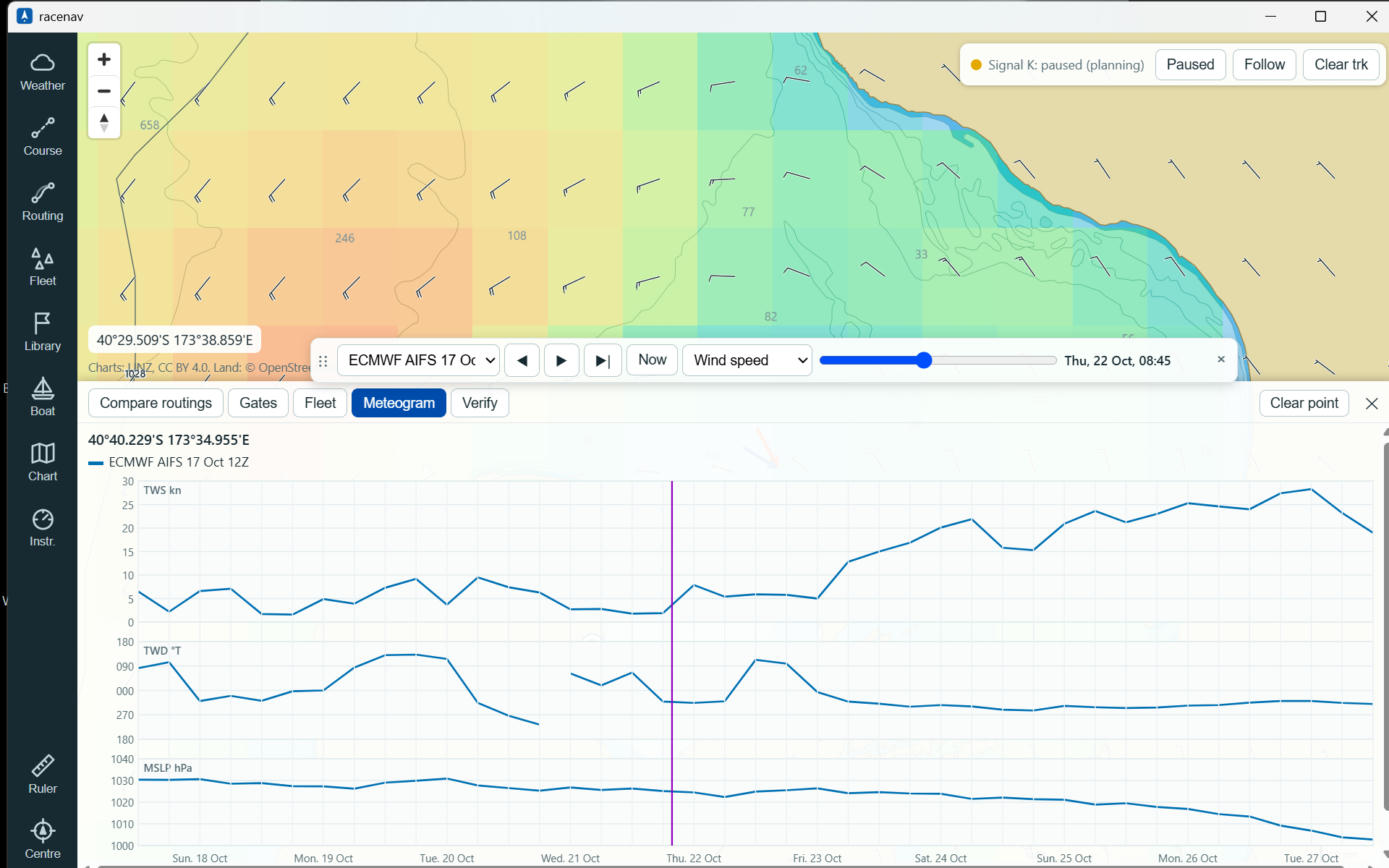 racenav
Weather
Course
Routing
Fleet
Library
Boat
Chart
Instr.
Ruler
Centre
+
−
62
658
77
246
108
33
82
1028
Signal K: paused (planning)
Paused
Follow
Clear trk
40°29.509'S 173°38.859'E
Charts: LINZ, CC BY 4.0. Land: © OpenStree
ECMWF AIFS 17 Oc
Now
Wind speed
Thu, 22 Oct, 08:45
×
Compare routings
Gates
Fleet
Meteogram
Verify
Clear point
40°40.229'S 173°34.955'E
ECMWF AIFS 17 Oct 12Z
TWS kn
30
25
20
15
10
5
0
TWD °T
180
090
000
270
180
MSLP hPa
1040
1030
1020
1010
1000
Sun. 18 Oct
Mon. 19 Oct
Tue. 20 Oct
Wed. 21 Oct
Thu. 22 Oct
Fri. 23 Oct
Sat. 24 Oct
Sun. 25 Oct
Mon. 26 Oct
Tue. 27 Oct